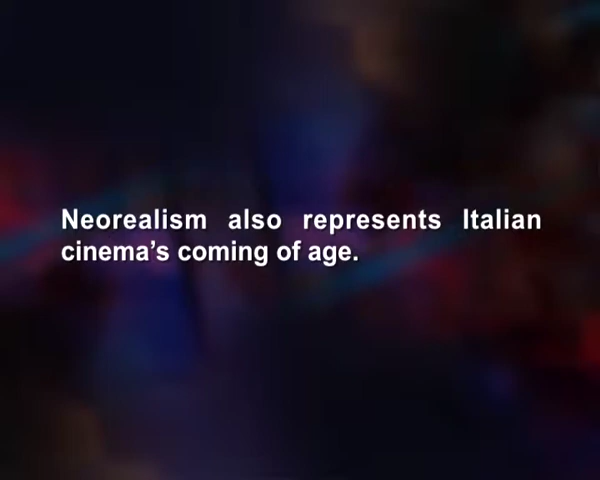 Neorealism also represents Italian
cinema’s coming of age.